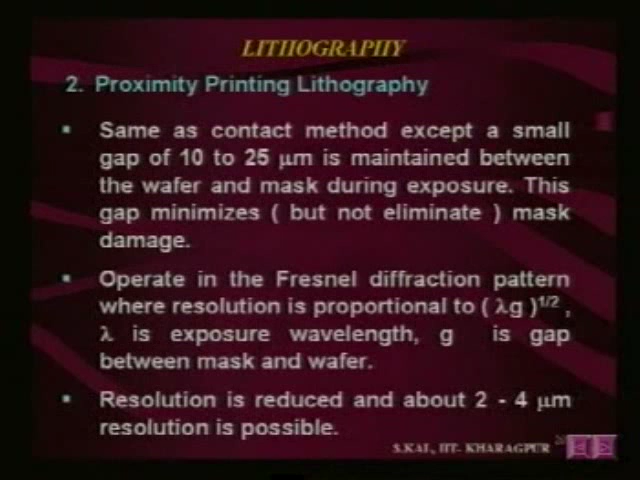 LITHOGRAPHY
2. Proximity Printing Lithography
▪ Same as contact method except a small
gap of 10 to 25 μm is maintained between
the wafer and mask during exposure. This
gap minimizes ( but not eliminate ) mask
damage.
▪ Operate in the Fresnel diffraction pattern
where resolution is proportional to ( λg )^1/2 ,
λ is exposure wavelength, g is gap
between mask and wafer.
▪ Resolution is reduced and about 2 - 4 μm
resolution is possible.
S.KAL, IIT- KHARAGPUR